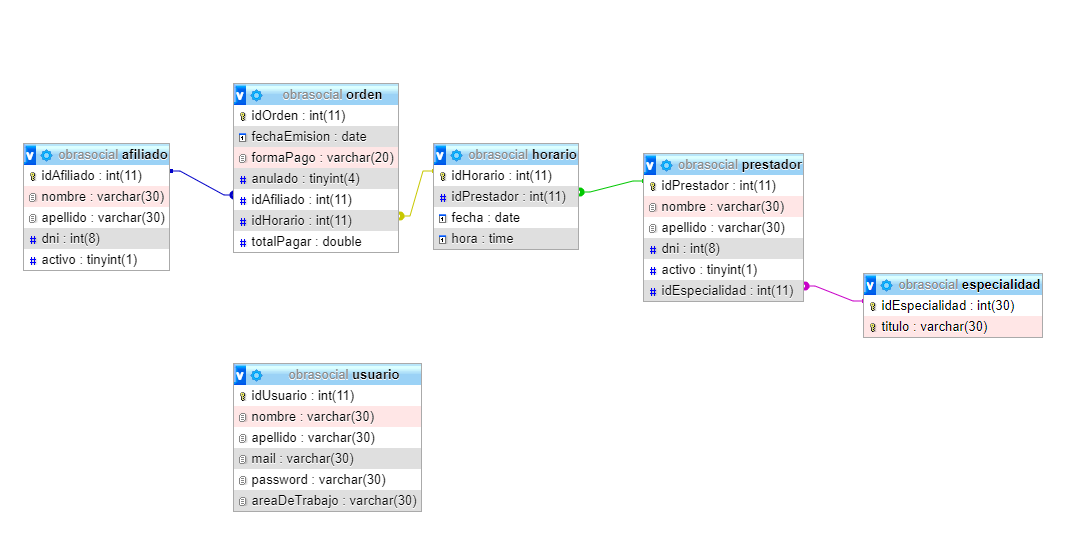 obrasocial afiliado
idAfiliado : int(11)
nombre : varchar(30)
apellido : varchar(30)
dni : int(8)
activo : tinyint(1)
obrasocial orden
idOrden : int(11)
fechaEmision : date
formaPago : varchar(20)
anulado : tinyint(4)
idAfiliado : int(11)
idHorario : int(11)
totalPagar : double
obrasocial horario
idHorario : int(11)
idPrestador : int(11)
fecha : date
hora : time
obrasocial prestador
idPrestador : int(11)
nombre : varchar(30)
apellido : varchar(30)
dni : int(8)
activo : tinyint(1)
idEspecialidad : int(11)
obrasocial especialidad
idEspecialidad : int(30)
titulo : varchar(30)
obrasocial usuario
idUsuario : int(11)
nombre : varchar(30)
apellido : varchar(30)
mail : varchar(30)
password : varchar(30)
areaDeTrabajo : varchar(30)